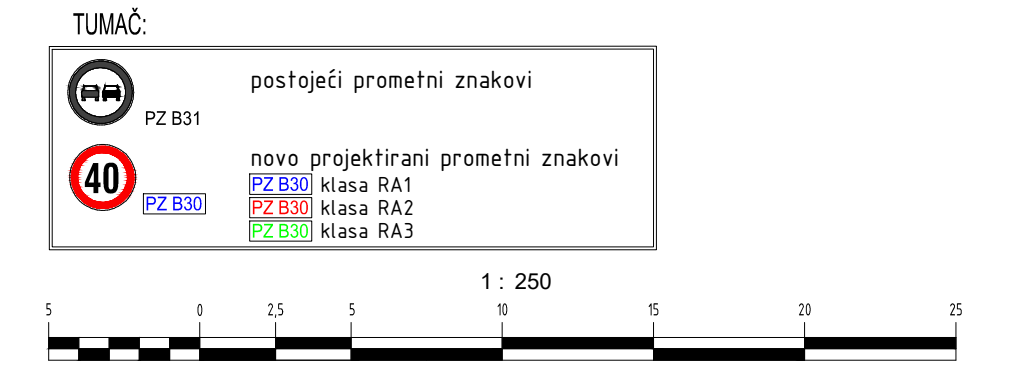 TUMAČ:
postojeći prometni znakovi
PZ B31
40
PZ B30
novo projektirani prometni znakovi
PZ B30 klasa RA1
PZ B30 klasa RA2
PZ B30 klasa RA3
1 : 250
5 0 2,5 5 10 15 20 25